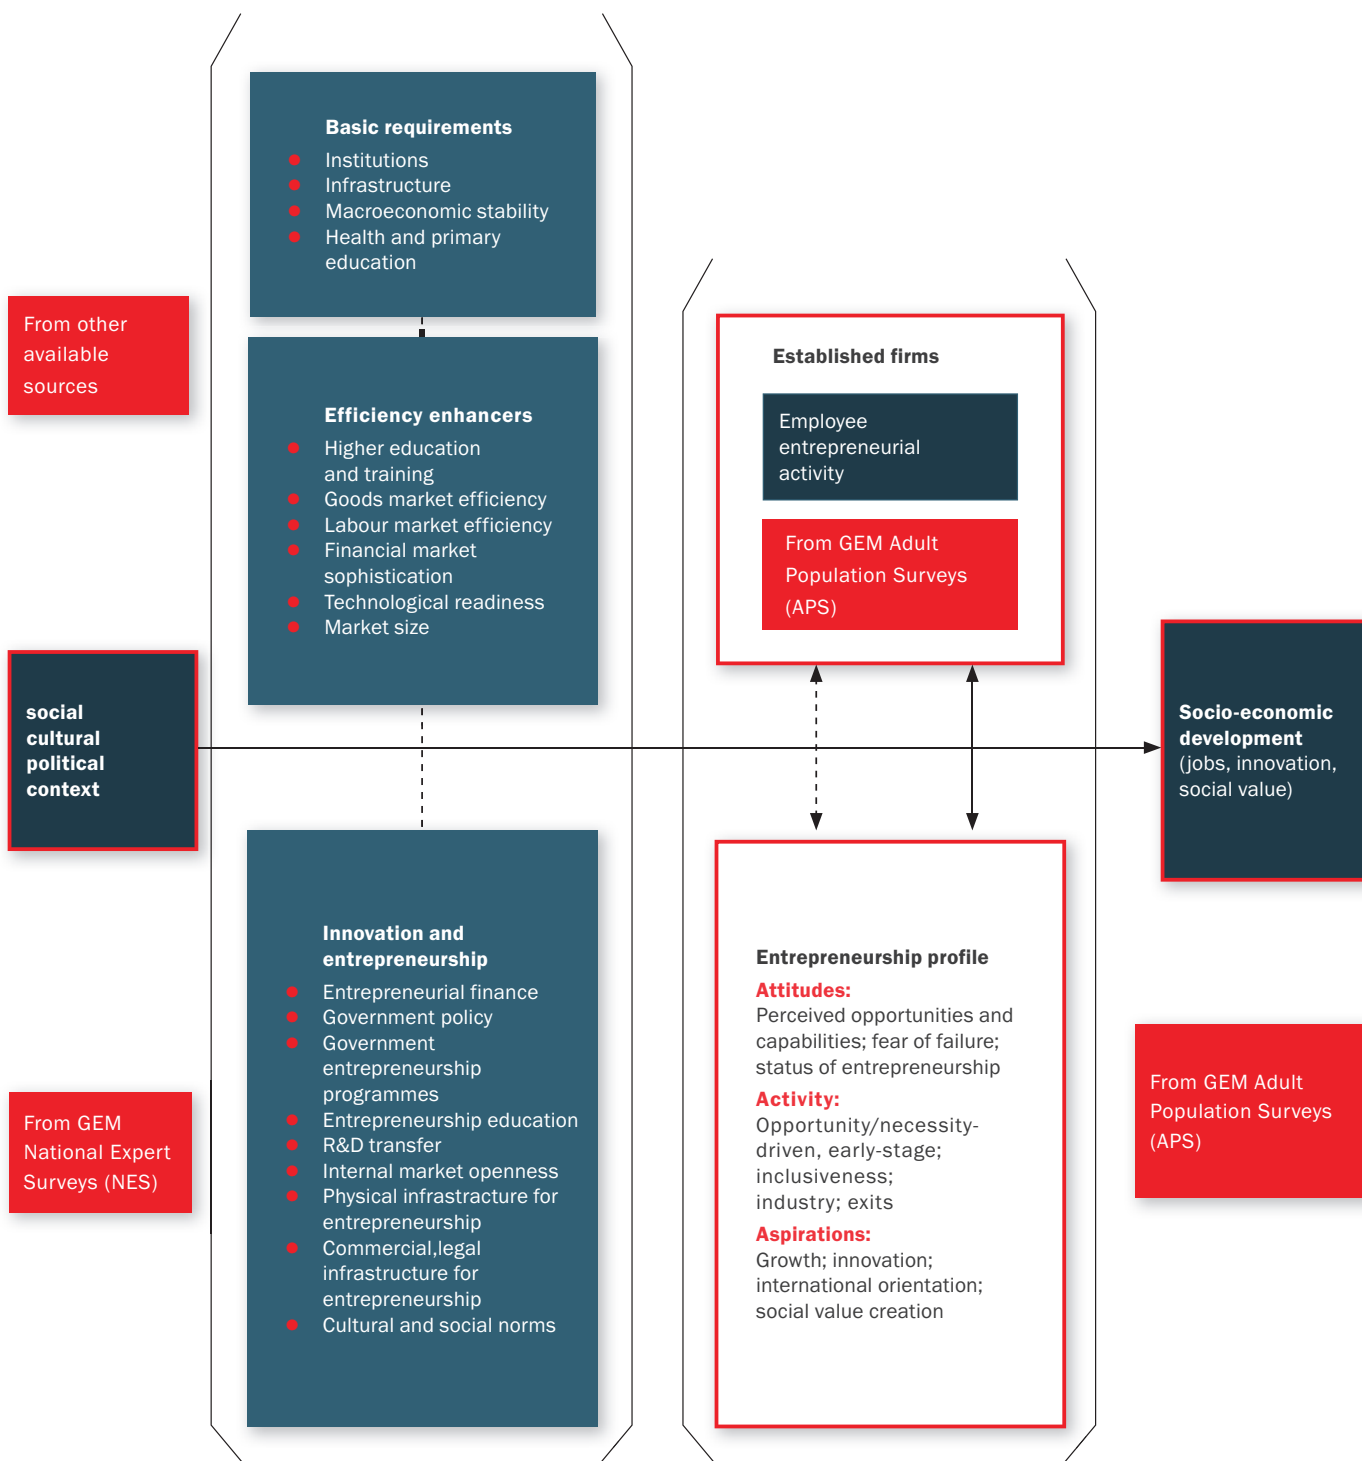 Basic requirements
Institutions
Infrastructure
Macroeconomic stability
Health and primary
education
From other
available
sources
Efficiency enhancers
Higher education
and training
Goods market efficiency
Labour market efficiency
Financial market
sophistication
Technological readiness
Market size
social
cultural
political
context
Innovation and
entrepreneurship
Entrepreneurial finance
Government policy
Government
entrepreneurship
programmes
Entrepreneurship education
R&D transfer
Internal market openness
Physical infrastracture for
entrepreneurship
Commercial,legal
infrastructure for
entrepreneurship
Cultural and social norms
From GEM
National Expert
Surveys (NES)
Established firms
Employee
entrepreneurial
activity
From GEM Adult
Population Surveys
(APS)
Entrepreneurship profile
Attitudes:
Perceived opportunities and
capabilities; fear of failure;
status of entrepreneurship
Activity:
Opportunity/necessity-
driven, early-stage;
inclusiveness;
industry; exits
Aspirations:
Growth; innovation;
international orientation;
social value creation
Socio-economic
development
(jobs, innovation,
social value)
From GEM Adult
Population Surveys
(APS)